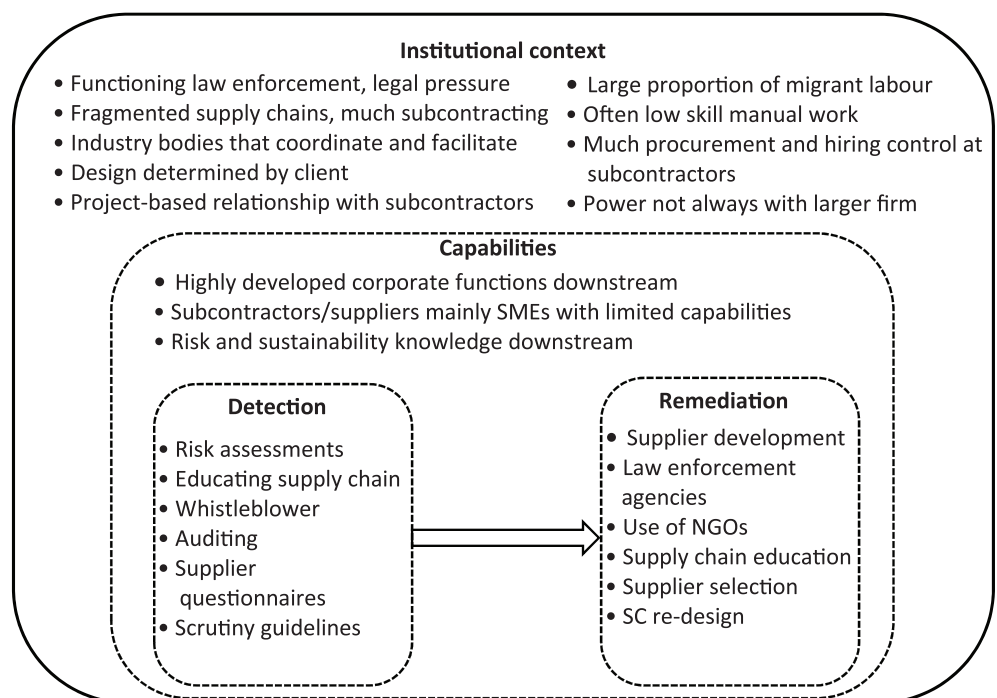 Institutional context
• Functioning law enforcement, legal pressure
• Fragmented supply chains, much subcontracting
• Industry bodies that coordinate and facilitate
• Design determined by client
• Project-based relationship with subcontractors
• Large proportion of migrant labour
• Often low skill manual work
• Much procurement and hiring control at
subcontractors
• Power not always with larger firm
Capabilities
• Highly developed corporate functions downstream
• Subcontractors/suppliers mainly SMEs with limited capabilities
• Risk and sustainability knowledge downstream
Detection
• Risk assessments
• Educating supply chain
• Whistleblower
• Auditing
• Supplier
questionnaires
• Scrutiny guidelines
Remediation
• Supplier development
• Law enforcement
agencies
• Use of NGOs
• Supply chain education
• Supplier selection
• SC re-design